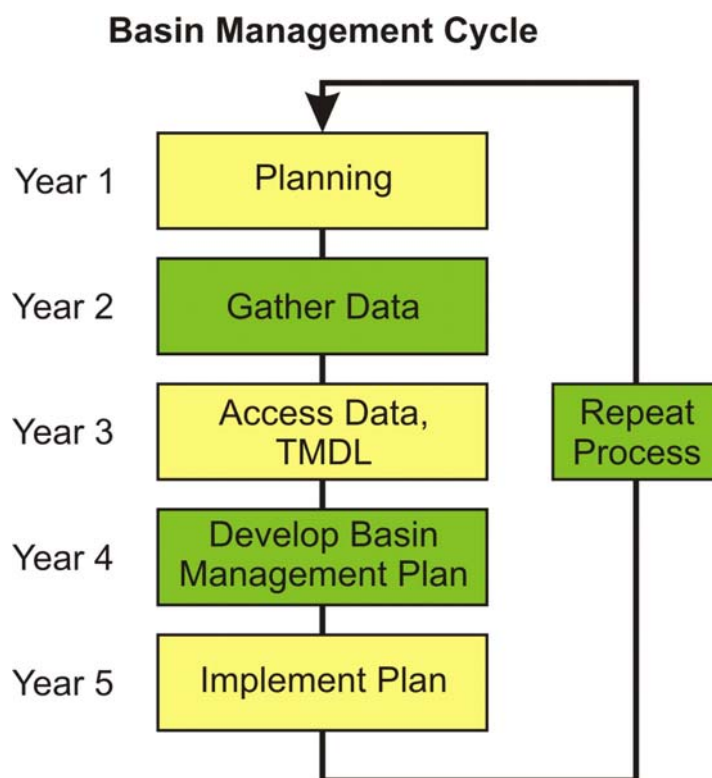 Basin Management Cycle
Year 1
Planning
Year 2
Gather Data
Year 3
Access Data,
TMDL
Repeat
Process
Year 4
Develop Basin
Management Plan
Year 5
Implement Plan